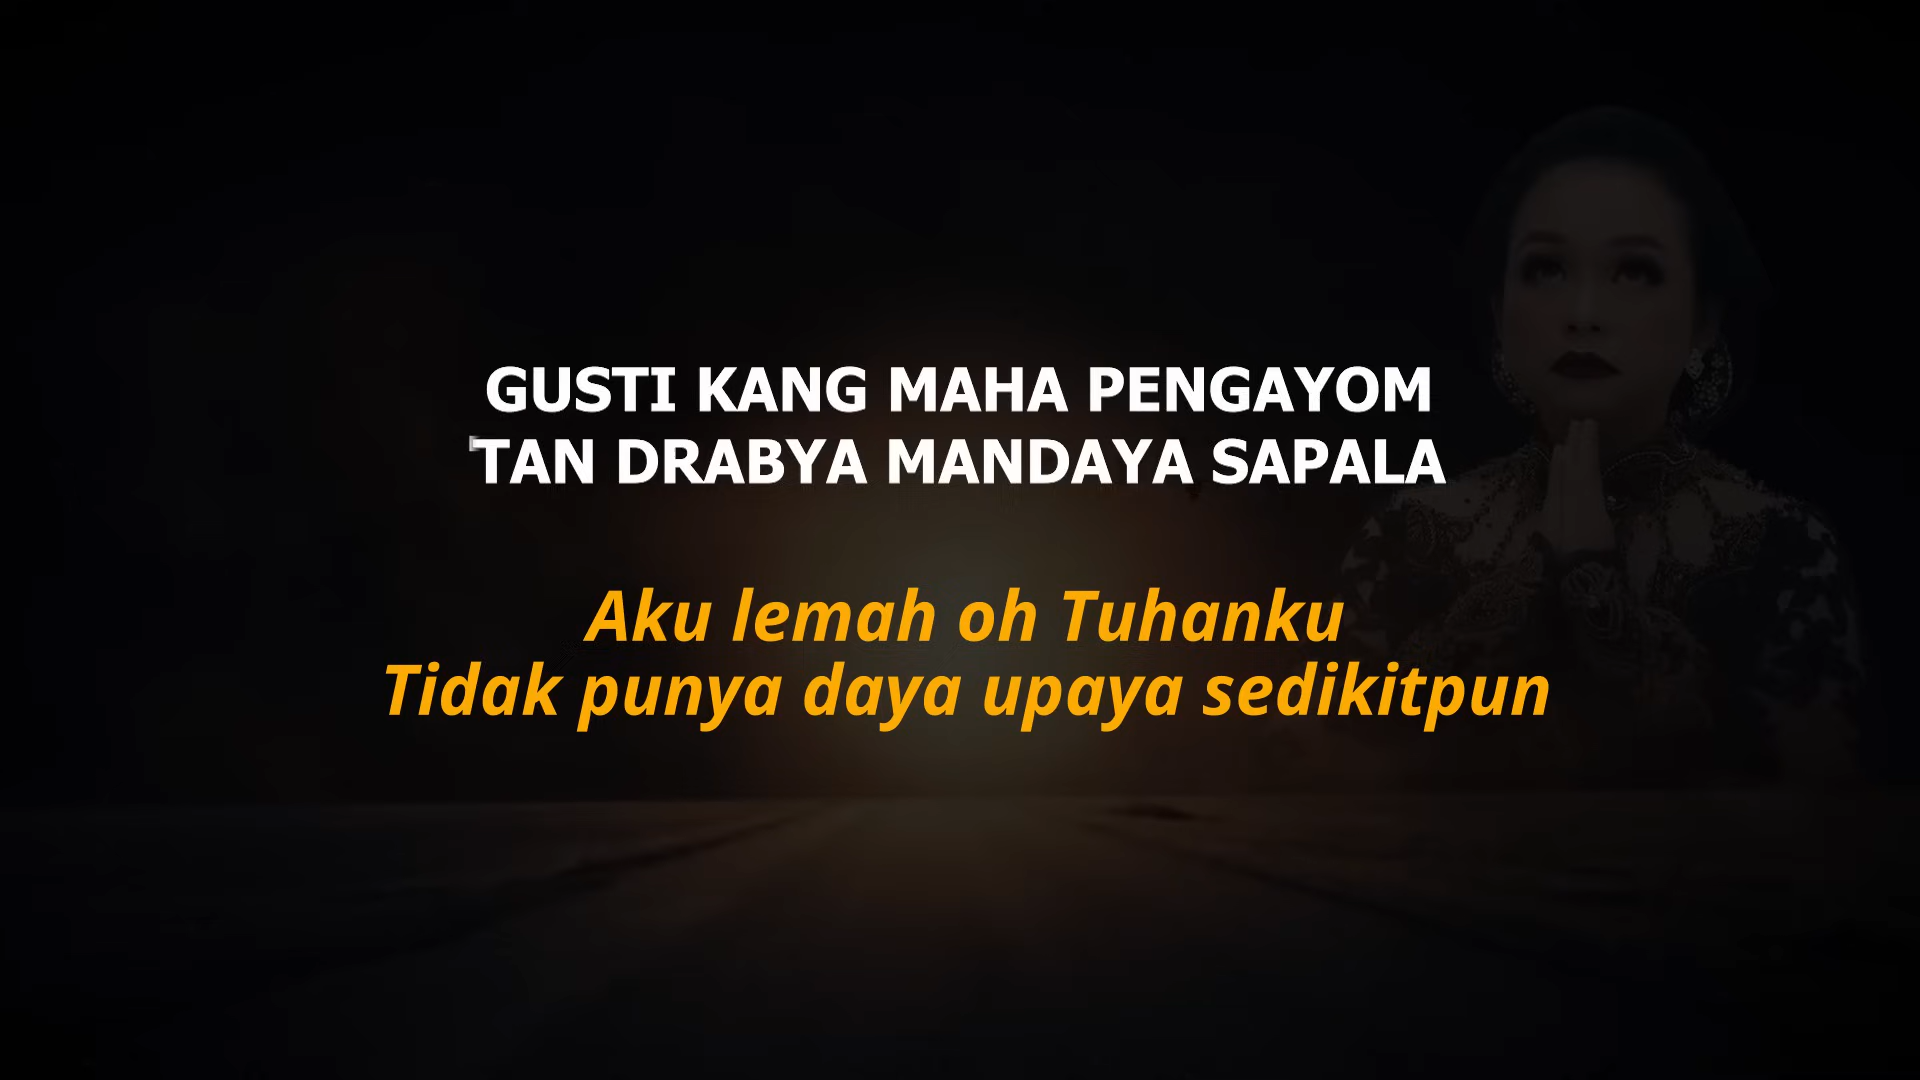 GUSTI KANG MAHA PENGAYOM
TAN DRABYA MANDAYA SAPALA
Aku lemah oh Tuhanku
Tidak punya daya upaya sedikitpun